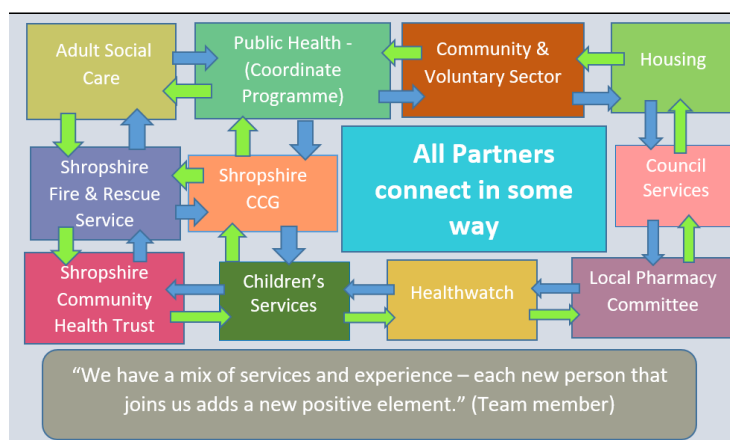 Adult Social
Care
Public Health -
(Coordinate
Programme)
Community &
Voluntary Sector
Housing
Shropshire
Fire & Rescue
Service
Shropshire
CCG
All Partners
connect in some
way
Council
Services
Shropshire
Community
Health Trust
Children’s
Services
Healthwatch
Local Pharmacy
Committee
“We have a mix of services and experience – each new person that
joins us adds a new positive element.” (Team member)